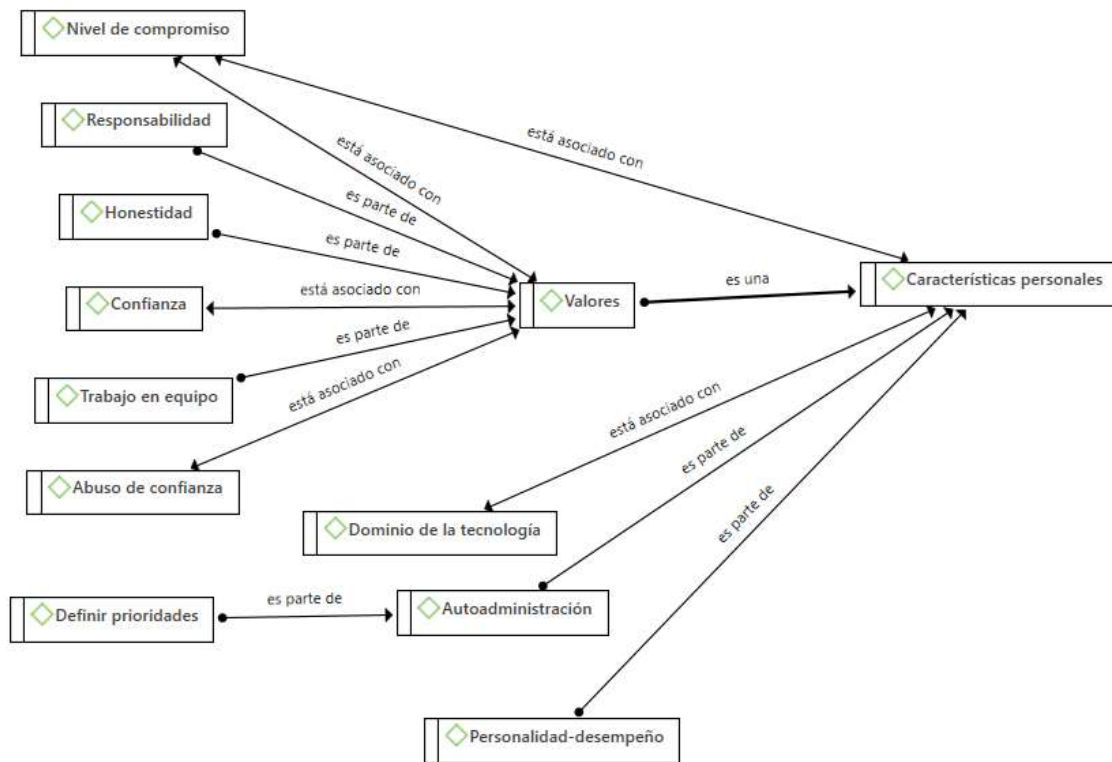 Nivel de compromiso
está asociado con
Responsabilidad
está asociado con
es parte de
Honestidad
es parte de
Características personales
es una
Confianza
está asociado con
Valores
es parte de
Trabajo en equipo
está asociado con
está asociado con
es parte de
Abuso de confianza
es parte de
Dominio de la tecnología
es parte de
Definir prioridades
Autoadministración
Personalidad-desempeño